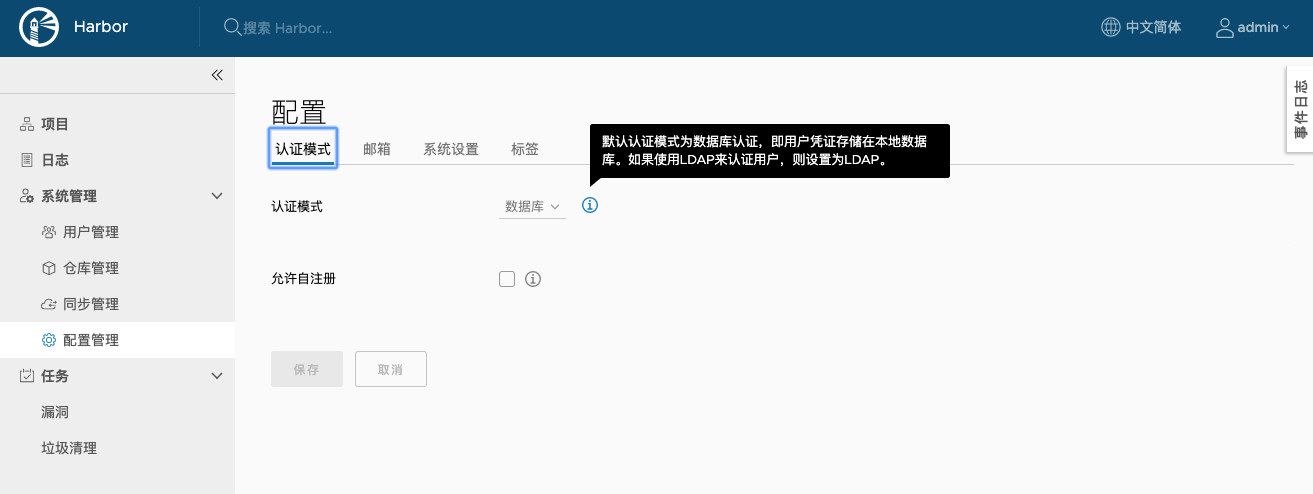 Harbor
搜索 Harbor...
中文简体
admin
事件日志
项目
日志
系统管理
用户管理
仓库管理
同步管理
配置管理
任务
漏洞
垃圾清理
配置
认证模式
邮箱
系统设置
标签
默认认证模式为数据库认证，即用户凭证存储在本地数据
库。如果使用LDAP来认证用户，则设置为LDAP。
认证模式
数据库
允许自注册
保存
取消